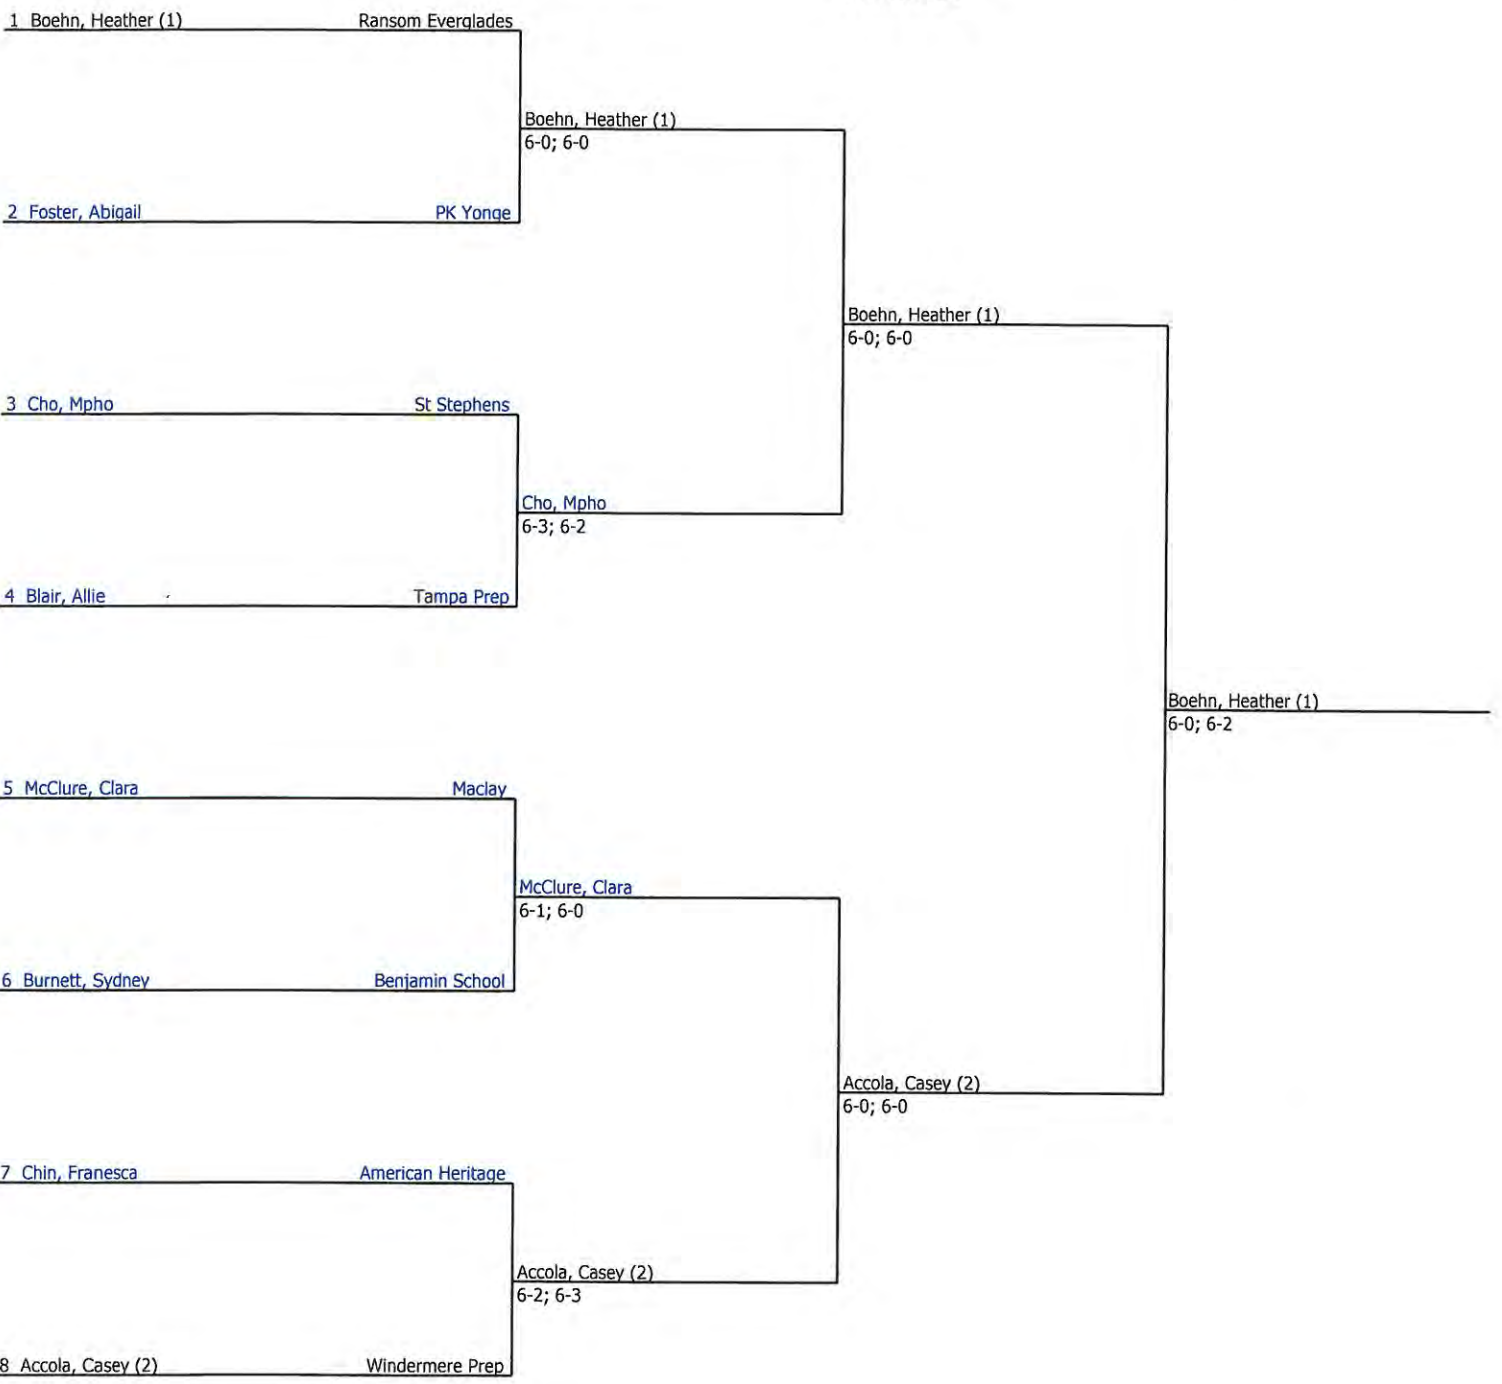 1 Boehn, Heather (1) Ransom Everglades
Boehn, Heather (1)
6-0; 6-0
2 Foster, Abigail PK Yonge
Boehn, Heather (1)
6-0; 6-0
3 Cho, Mpho St Stephens
Cho, Mpho
6-3; 6-2
4 Blair, Allie Tampa Prep
Boehn, Heather (1)
6-0; 6-2
5 McClure, Clara Maclay
McClure, Clara
6-1; 6-0
6 Burnett, Sydney Benjamin School
Accola, Casey (2)
6-0; 6-0
7 Chin, Franesca American Heritage
Accola, Casey (2)
6-2; 6-3
8 Accola, Casey (2) Windermere Prep